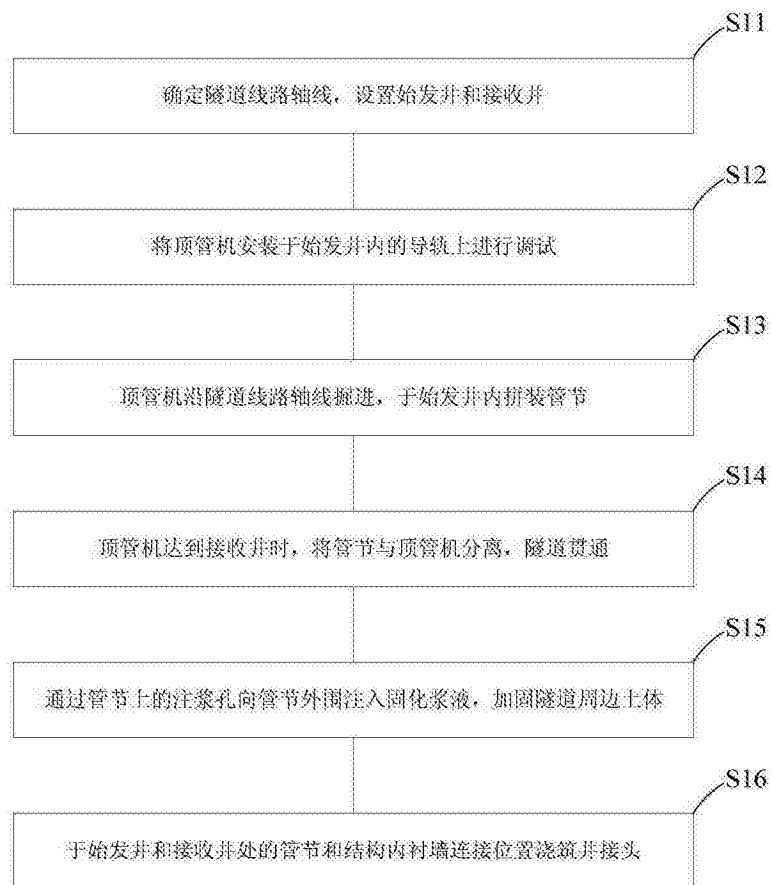 S11
确定隧道线路轴线，设置始发井和接收井
S12
将顶管机安装于始发井内的导轨上进行调试
S13
顶管机沿隧道线路轴线掘进，于始发井内拼装管节
S14
顶管机达到接收井时，将管节与顶管机分离，隧道贯通
S15
通过管节上的注浆孔向管节外围注入固化浆液，加固隧道周边土体
S16
于始发井和接收井处的管节和结构内衬墙连接位置浇筑井接头